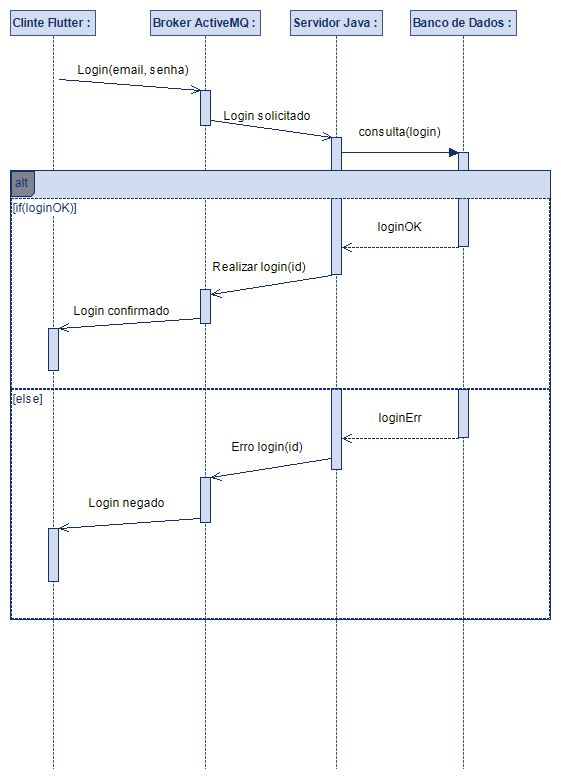 Clinte Flutter :
Broker ActiveMQ :
Servidor Java :
Banco de Dados :
Login(email, senha)
Login solicitado
consulta(login)
alt
[if(loginOK)]
loginOK
Realizar login(id)
Login confirmado
[else]
loginErr
Erro login(id)
Login negado